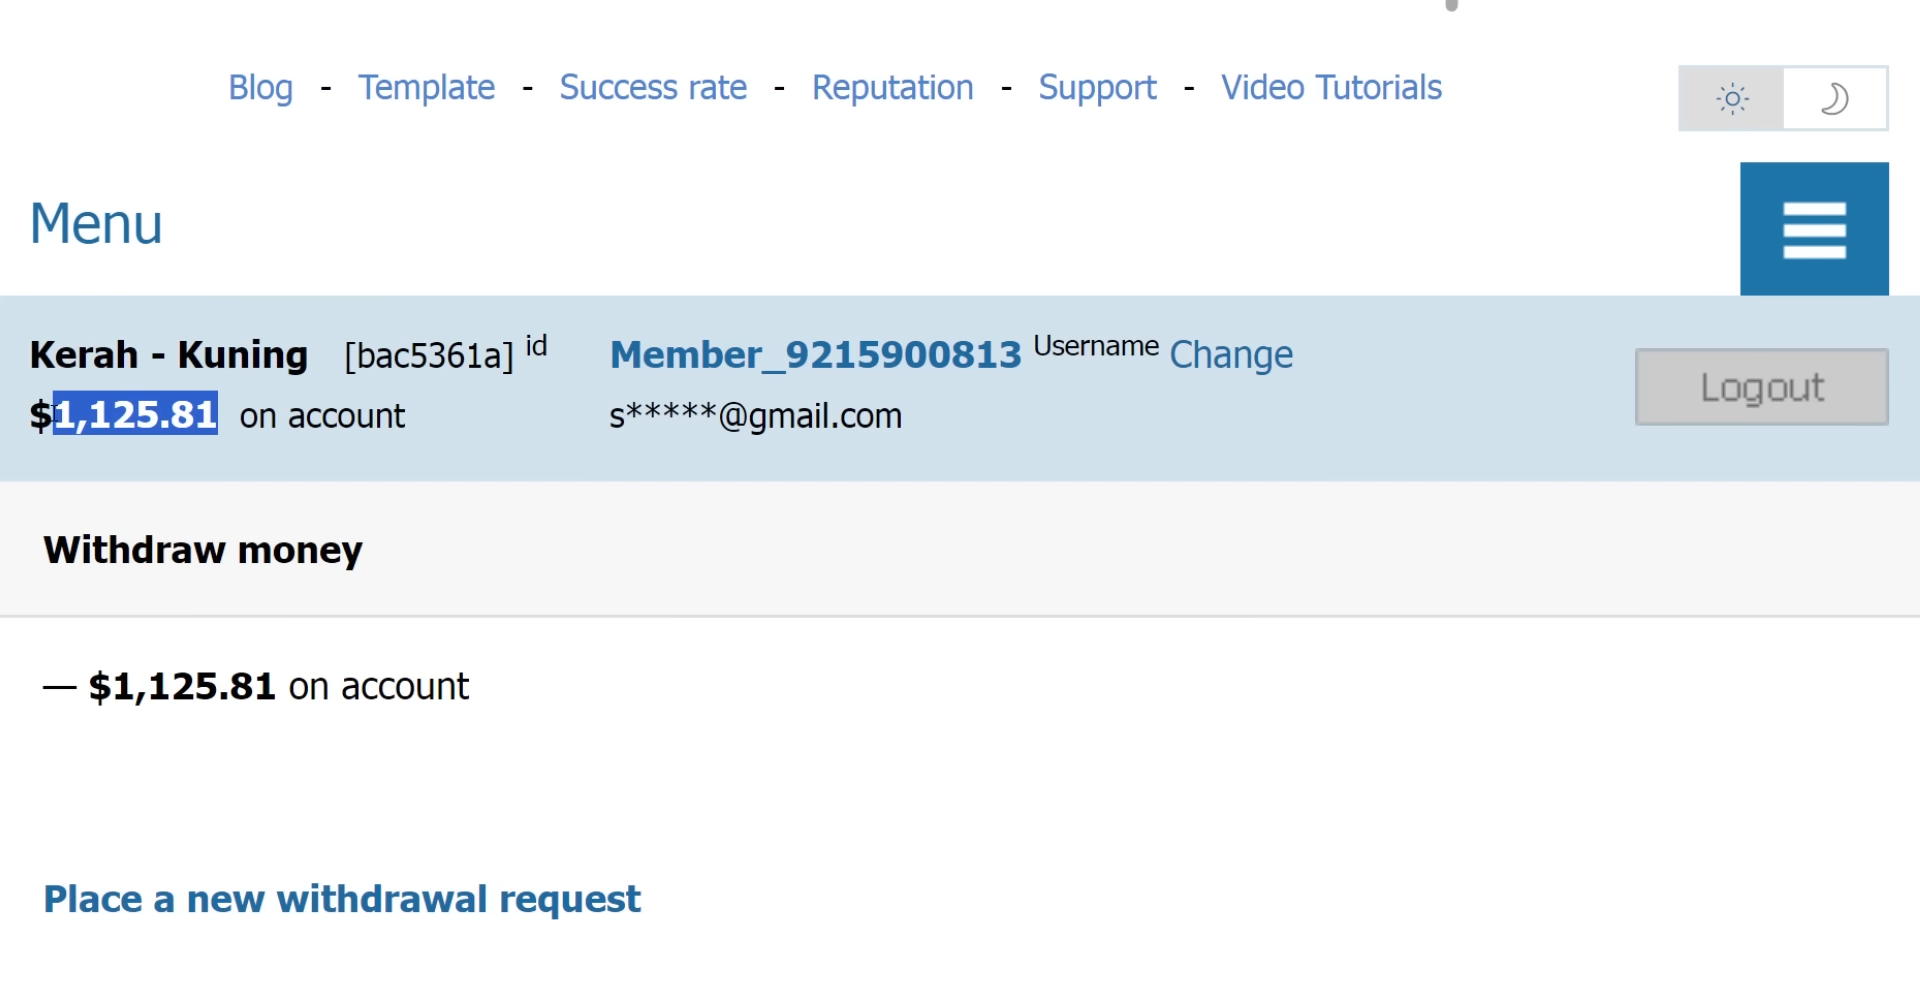 Blog - Template - Success rate - Reputation - Support - Video Tutorials
Menu
Kerah - Kuning [bac5361a] id Member_9215900813 Username Change
$1,125.81 on account s*****@gmail.com
Logout
Withdraw money
— $1,125.81 on account
Place a new withdrawal request